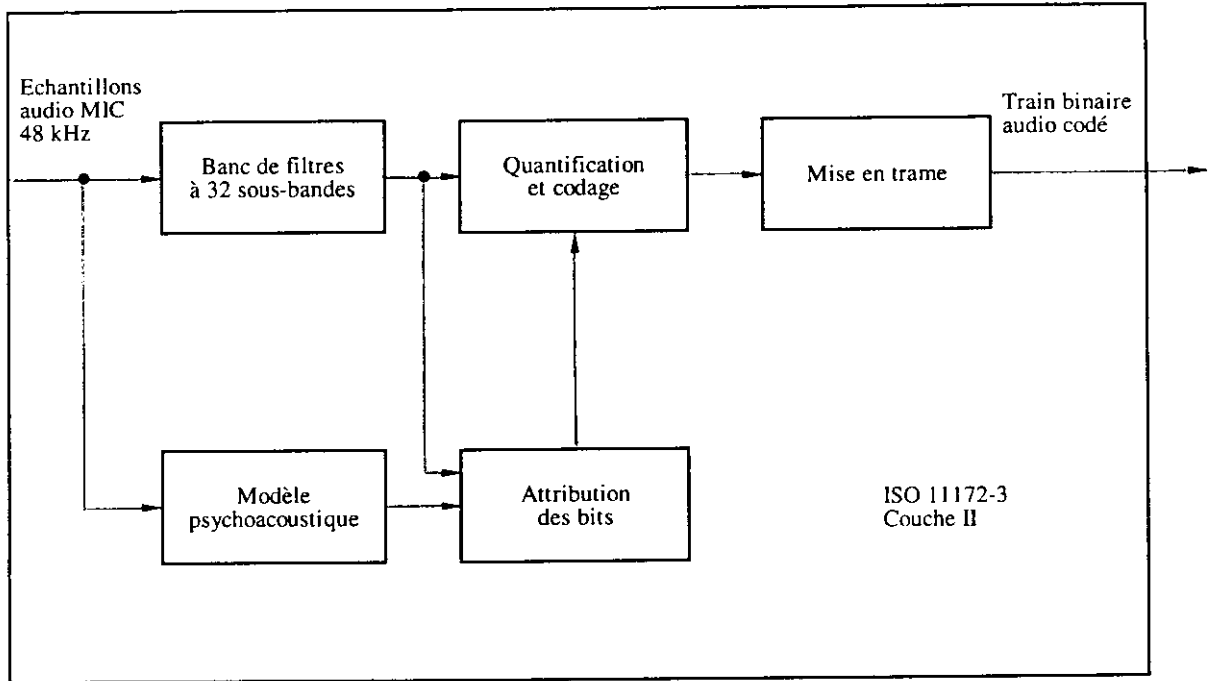 Echantillons
audio MIC
48 kHz
Train binaire
audio codé
Banc de filtres
à 32 sous-bandes
Quantification
et codage
Mise en trame
Modèle
psychoacoustique
Attribution
des bits
ISO 11172-3
Couche II